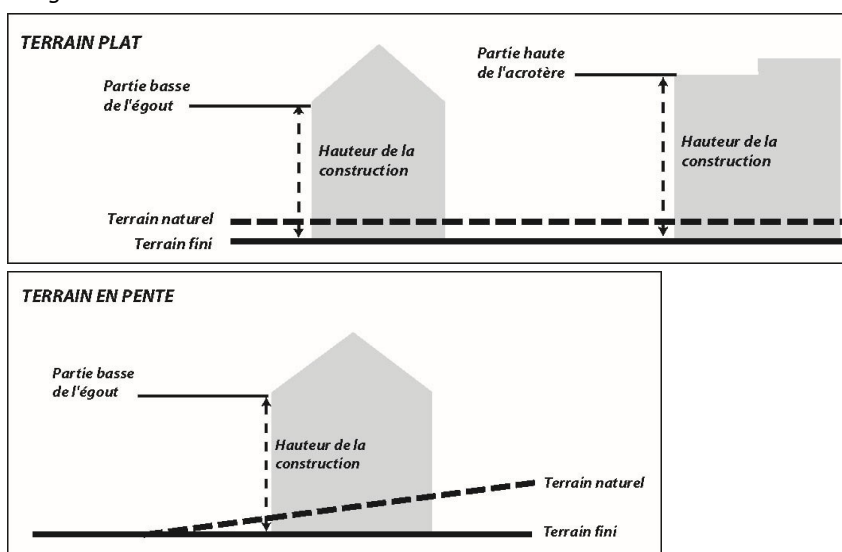 TERRAIN PLAT
Partie basse
de l'égout
Hauteur de la
construction
Partie haute
de l'acrotère
Hauteur de la
construction
Terrain naturel
Terrain fini
TERRAIN EN PENTE
Partie basse
de l'égout
Hauteur de la
construction
Terrain naturel
Terrain fini